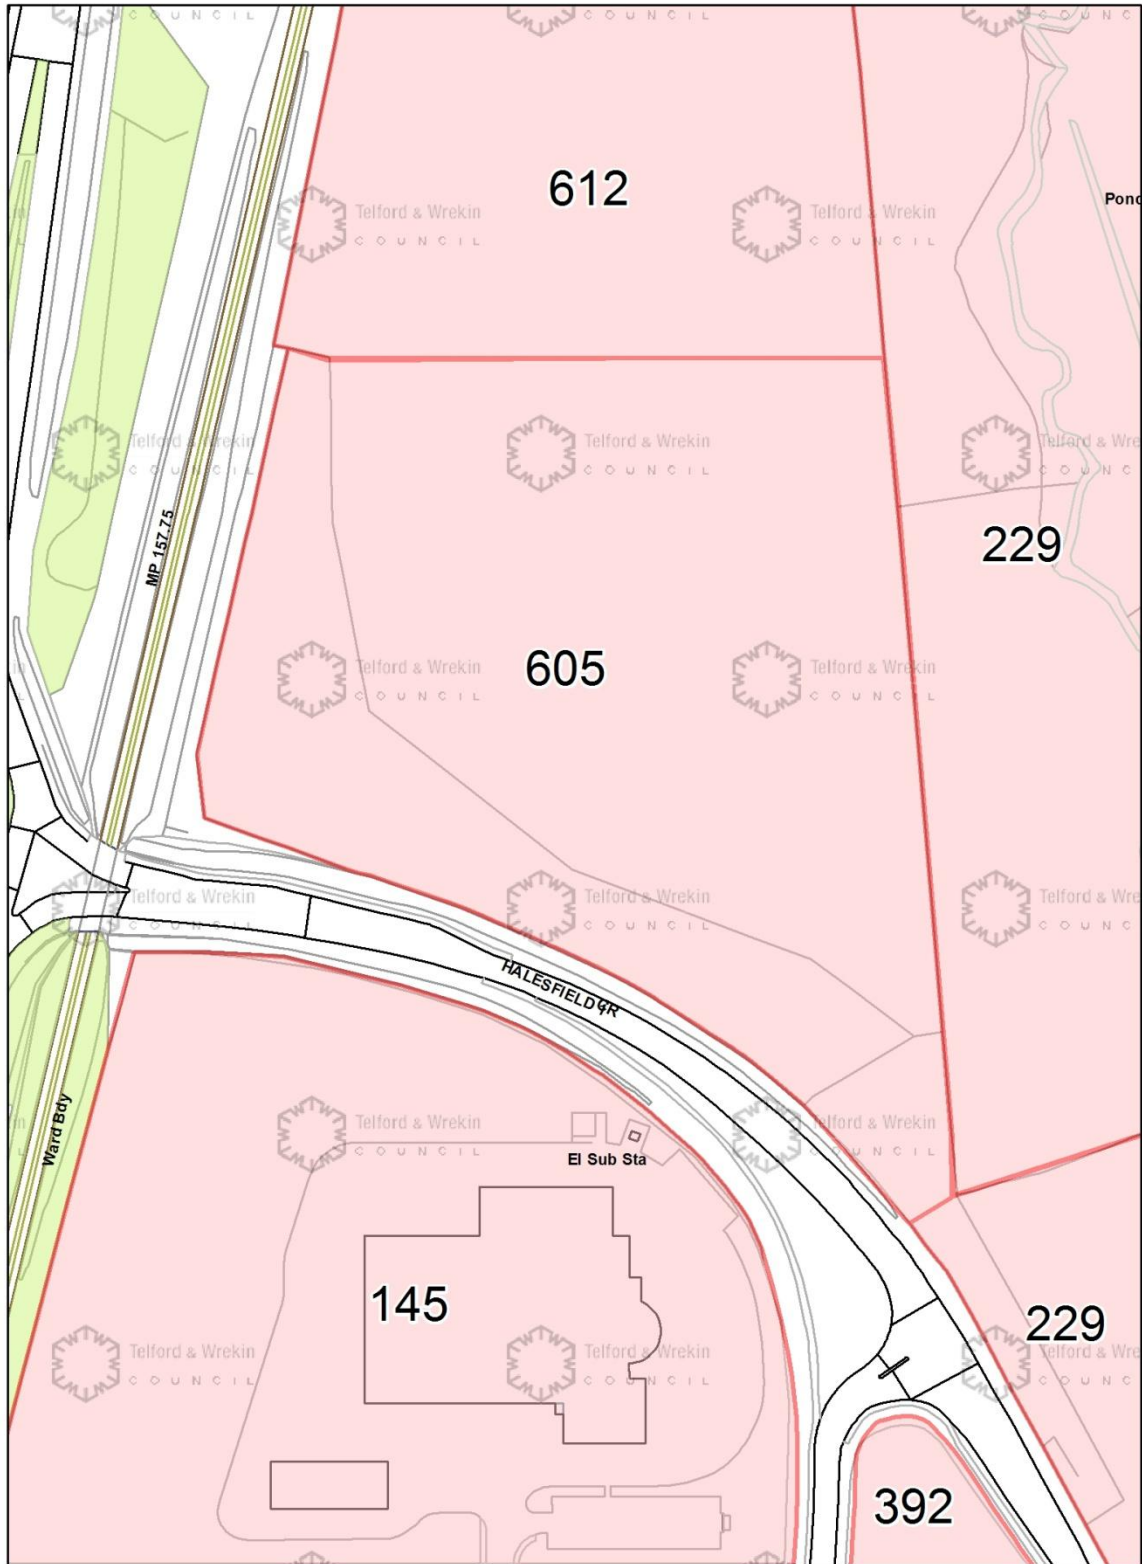 612
Pond
Telford & Wrekin
COUNCIL
229
MP 157.75
605
HALESFIELD
Ward Bdy
El Sub Sta
145
229
392